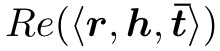 Re(⟨r, h, t̅⟩)